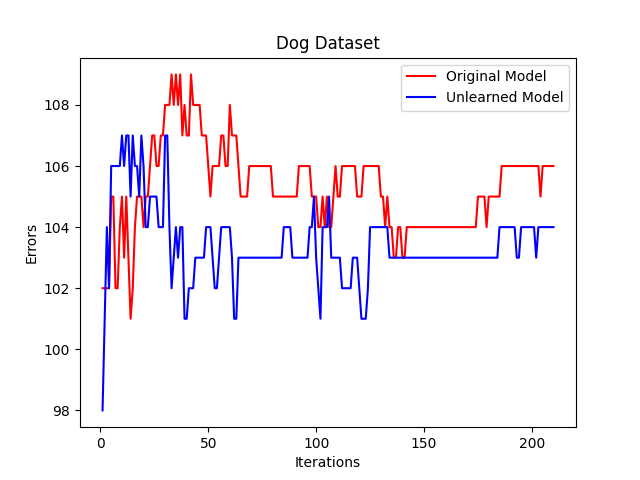 Dog Dataset
Original Model
Unlearned Model
Errors
108
106
104
102
100
98
0 50 100 150 200
Iterations